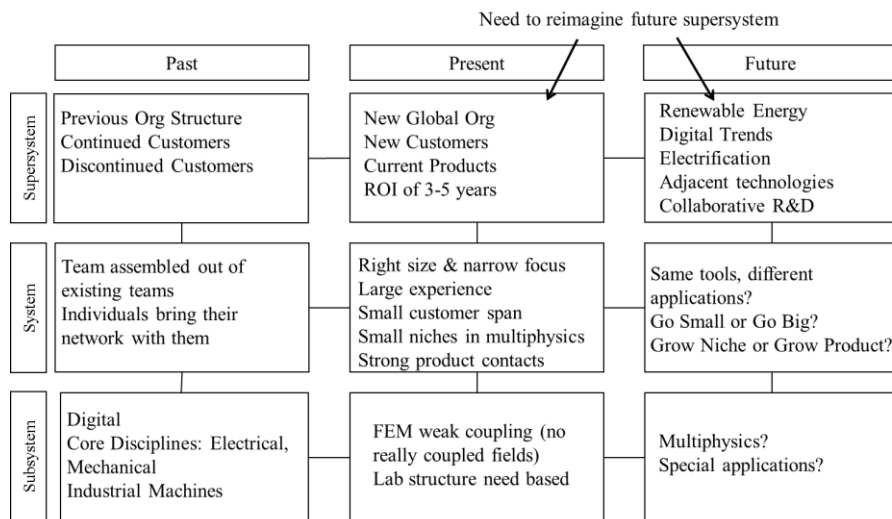 Need to reimagine future supersystem
Past
Present
Future
Supersystem
Previous Org Structure
Continued Customers
Discontinued Customers
New Global Org
New Customers
Current Products
ROI of 3-5 years
Renewable Energy
Digital Trends
Electrification
Adjacent technologies
Collaborative R&D
System
Team assembled out of
existing teams
Individuals bring their
network with them
Right size & narrow focus
Large experience
Small customer span
Small niches in multiphysics
Strong product contacts
Same tools, different
applications?
Go Small or Go Big?
Grow Niche or Grow Product?
Subsystem
Digital
Core Disciplines: Electrical,
Mechanical
Industrial Machines
FEM weak coupling (no
really coupled fields)
Lab structure need based
Multiphysics?
Special applications?